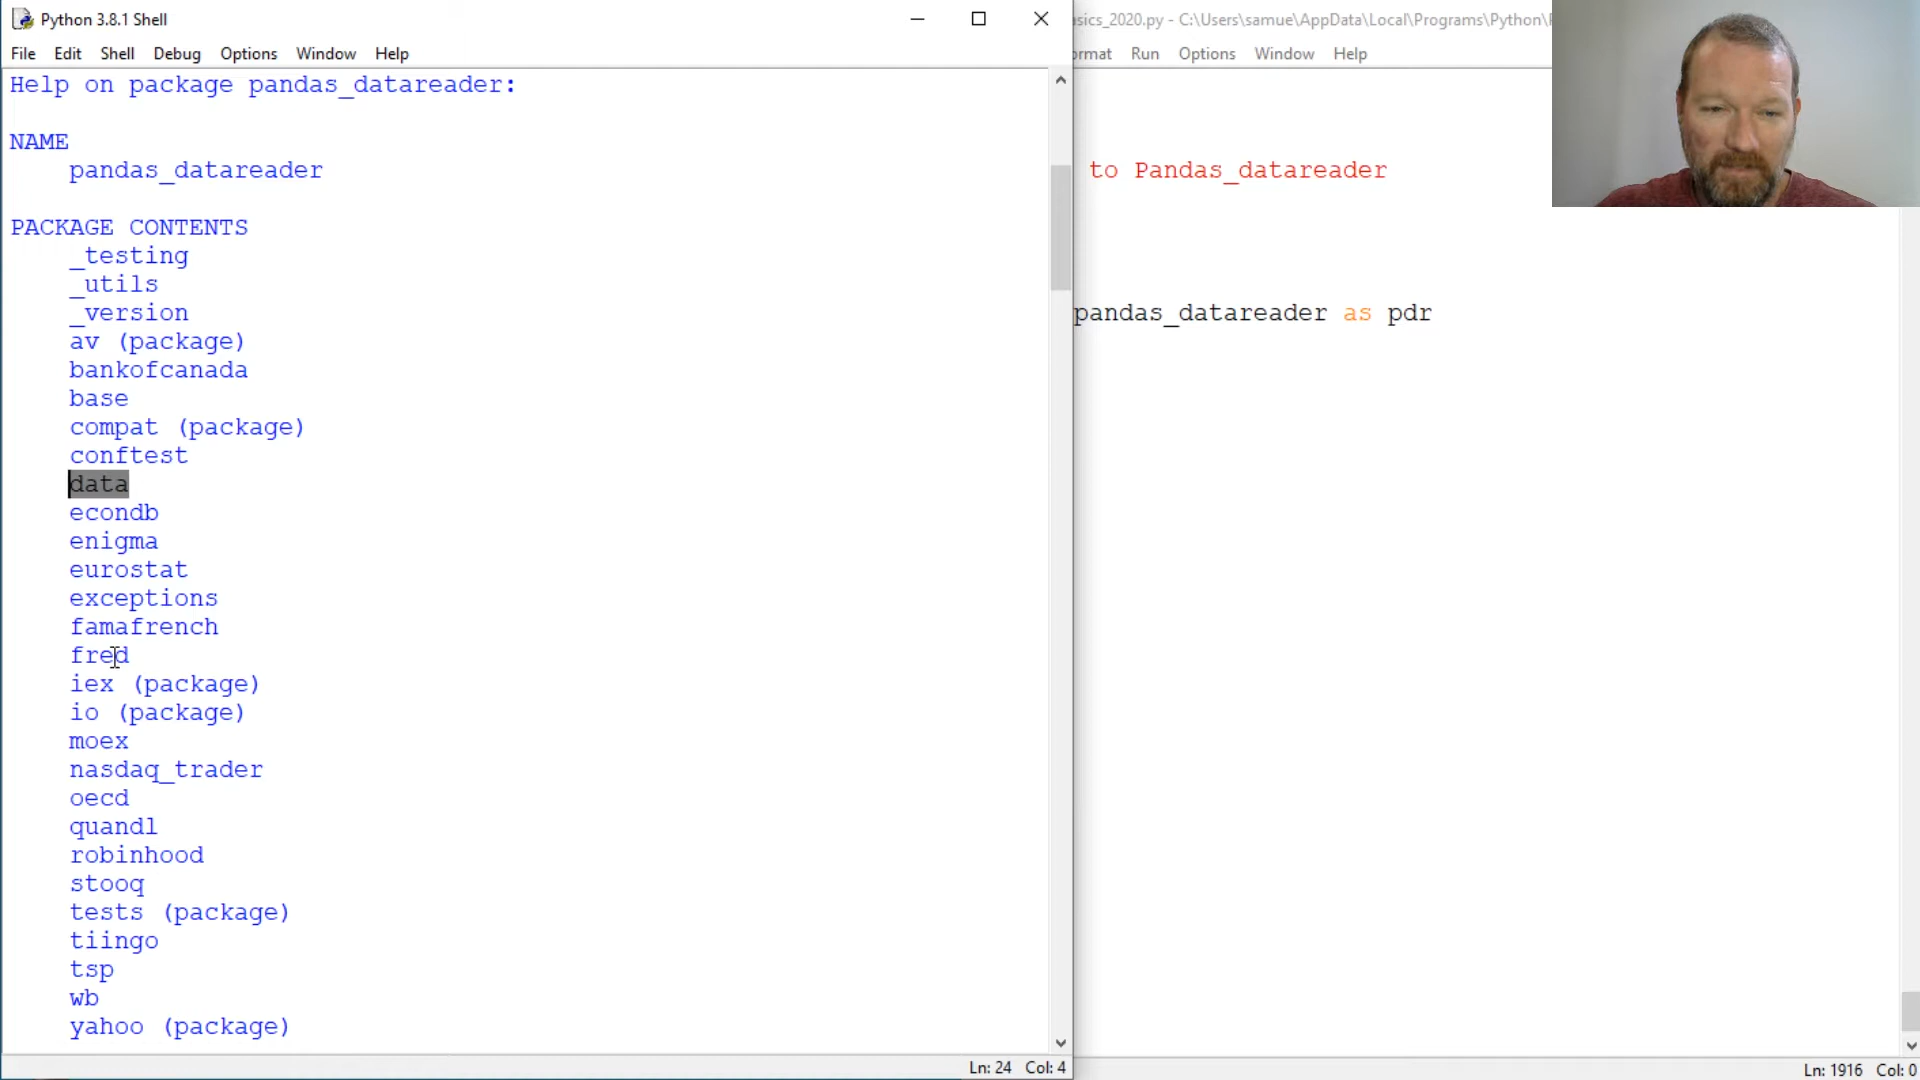 Python 3.8.1 Shell
File Edit Shell Debug Options Window Help
Help on package pandas_datareader:
NAME
pandas_datareader
PACKAGE CONTENTS
_testing
_utils
_version
av (package)
bankofcanada
base
compat (package)
conftest
data
econdb
enigma
eurostat
exceptions
famafrench
fred
iex (package)
io (package)
moex
nasdaq_trader
oecd
quandl
robinhood
stooq
tests (package)
tiingo
tsp
wb
yahoo (package)
Ln: 24 Col: 4
asics_2020.py - C:\Users\samue\AppData\Local\Programs\Python\
ormat Run Options Window Help
to Pandas_datareader
pandas_datareader as pdr
Ln: 1916 Col: 0